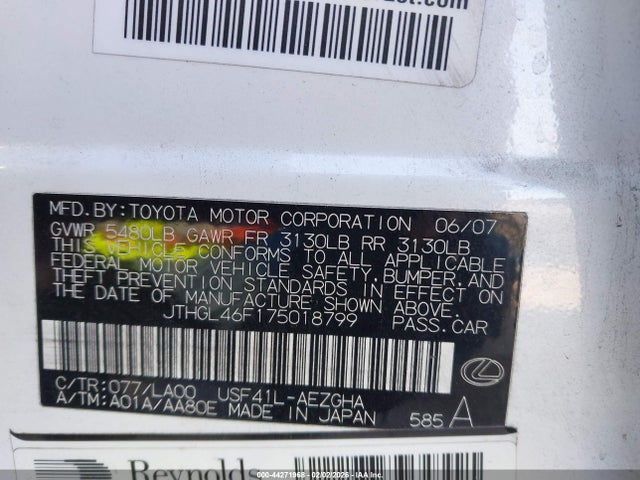 MFD.BY:TOYOTA MOTOR CORPORATION 06/07
GVWR 5480LB GAWR FR 3130LB RR 3130LB
THIS VEHICLE CONFORMS TO ALL APPLICABLE
FEDERAL MOTOR VEHICLE SAFETY,BUMPER,AND
THEFT PREVENTION STANDARDS IN EFFECT ON
THE DATE OF MANUFACTURE SHOWN ABOVE.
JTHGL46F175018799 PASS.CAR
C/TR:077/LA00 USF41L-AEZGHA
A/TM:A01A/AA80E MADE IN JAPAN 585 A
Reynolds
000-44271968 - 02/02/2026 - IAAI.com